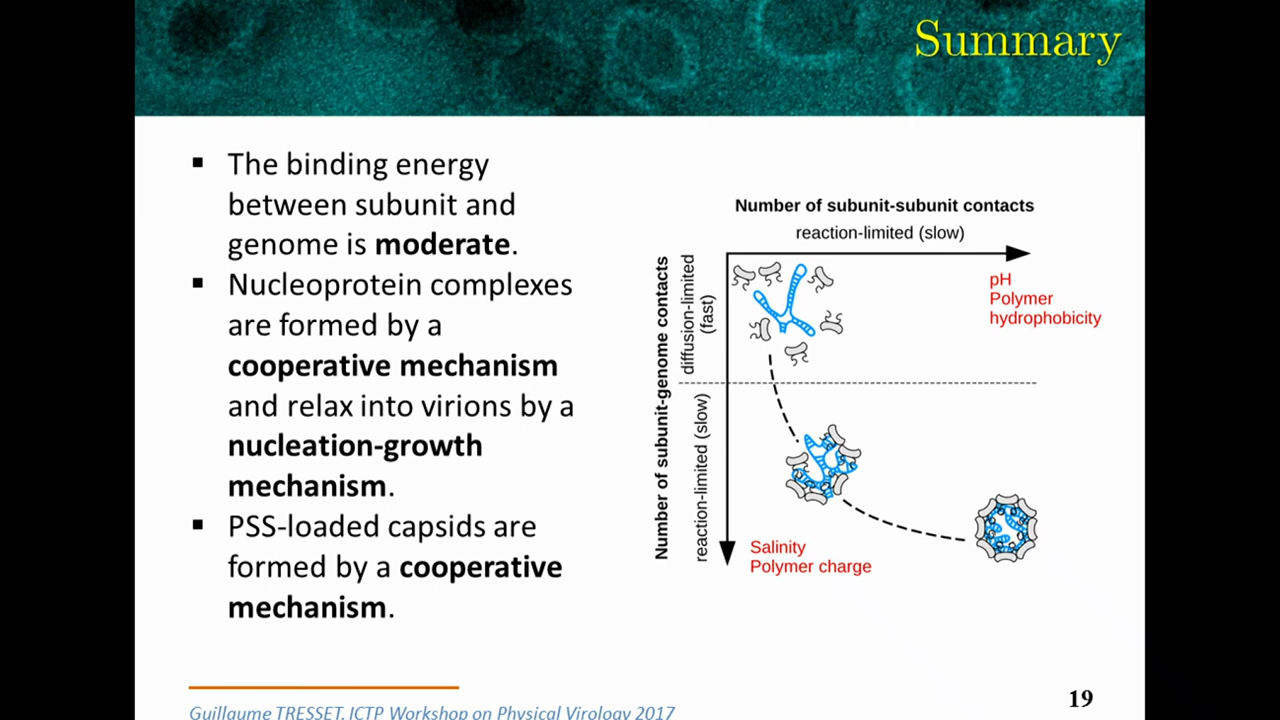 Summary
▪ The binding energy
between subunit and
genome is moderate.
▪ Nucleoprotein complexes
are formed by a
cooperative mechanism
and relax into virions by a
nucleation-growth
mechanism.
▪ PSS-loaded capsids are
formed by a cooperative
mechanism.
Number of subunit-subunit contacts
reaction-limited (slow)
pH
Polymer
hydrophobicity
Number of subunit-genome contacts
diffusion-limited
(fast)
reaction-limited (slow)
Salinity
Polymer charge
Guillaume TRESSET, ICTP Workshop on Physical Virology 2017
19